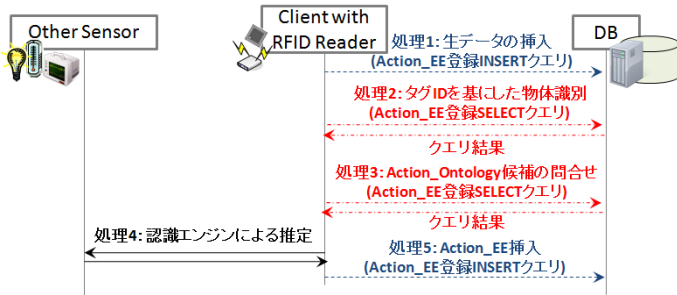 Other Sensor
Client with
RFID Reader
DB
処理1：生データの挿入
(Action_EE登録INSERTクエリ)
処理2：タグIDを基にした物体識別
(Action_EE登録SELECTクエリ)
クエリ結果
処理3：Action_Ontology候補の問合せ
(Action_EE登録SELECTクエリ)
クエリ結果
処理4：認識エンジンによる推定
処理5：Action_EE挿入
(Action_EE登録INSERTクエリ)